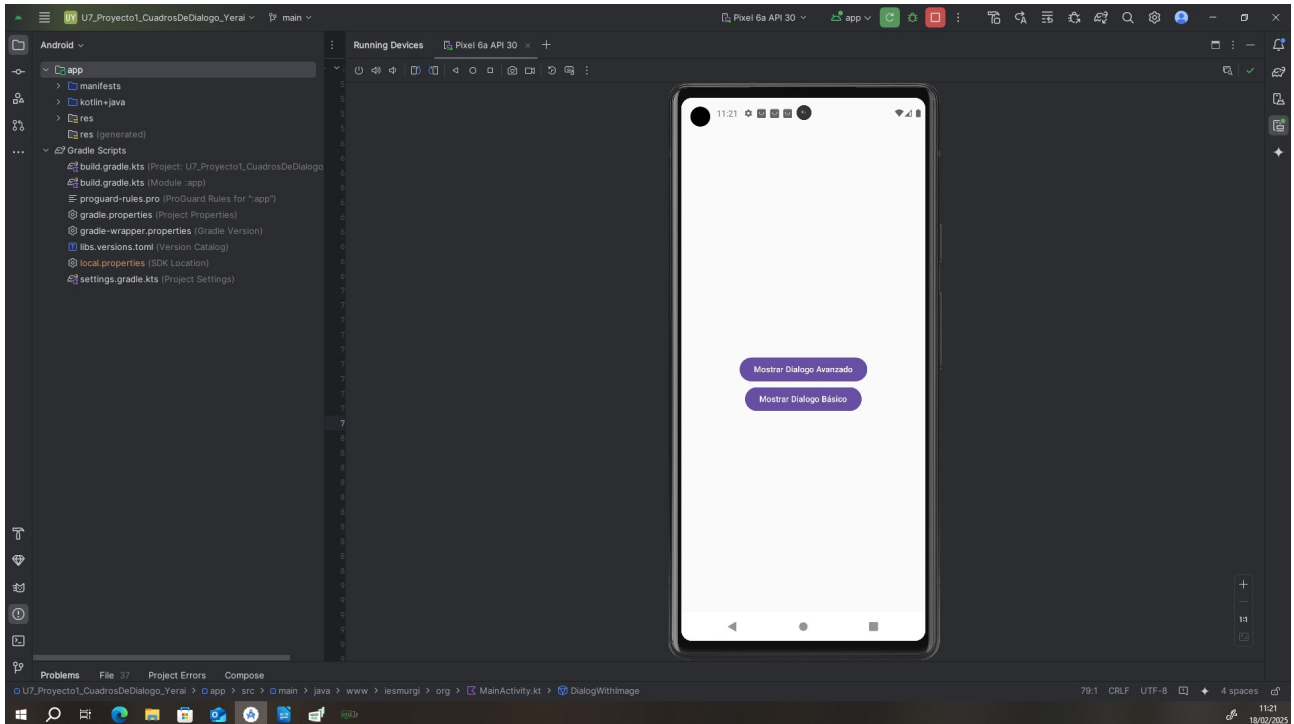 UY U7_Proyecto1_CuadrosDeDialogo_Yerai main Pixel 6a API 30 app
Android Running Devices Pixel 6a API 30
app
manifests
kotlin+java
res
res (generated)
Gradle Scripts
build.gradle.kts (Project: U7_Proyecto1_CuadrosDeDialogo
build.gradle.kts (Module :app)
proguard-rules.pro (ProGuard Rules for ":app")
gradle.properties (Project Properties)
gradle-wrapper.properties (Gradle Version)
libs.versions.toml (Version Catalog)
local.properties (SDK Location)
settings.gradle.kts (Project Settings)
11:21
Mostrar Dialogo Avanzado
Mostrar Dialogo Básico
1:1
Problems File 37 Project Errors Compose
U7_Proyecto1_CuadrosDeDialogo_Yerai > app > src > main > java > www > iesmurgi > org > MainActivity.kt > DialogWithImage 79:1 CRLF UTF-8 4 spaces
11:21
18/02/2025